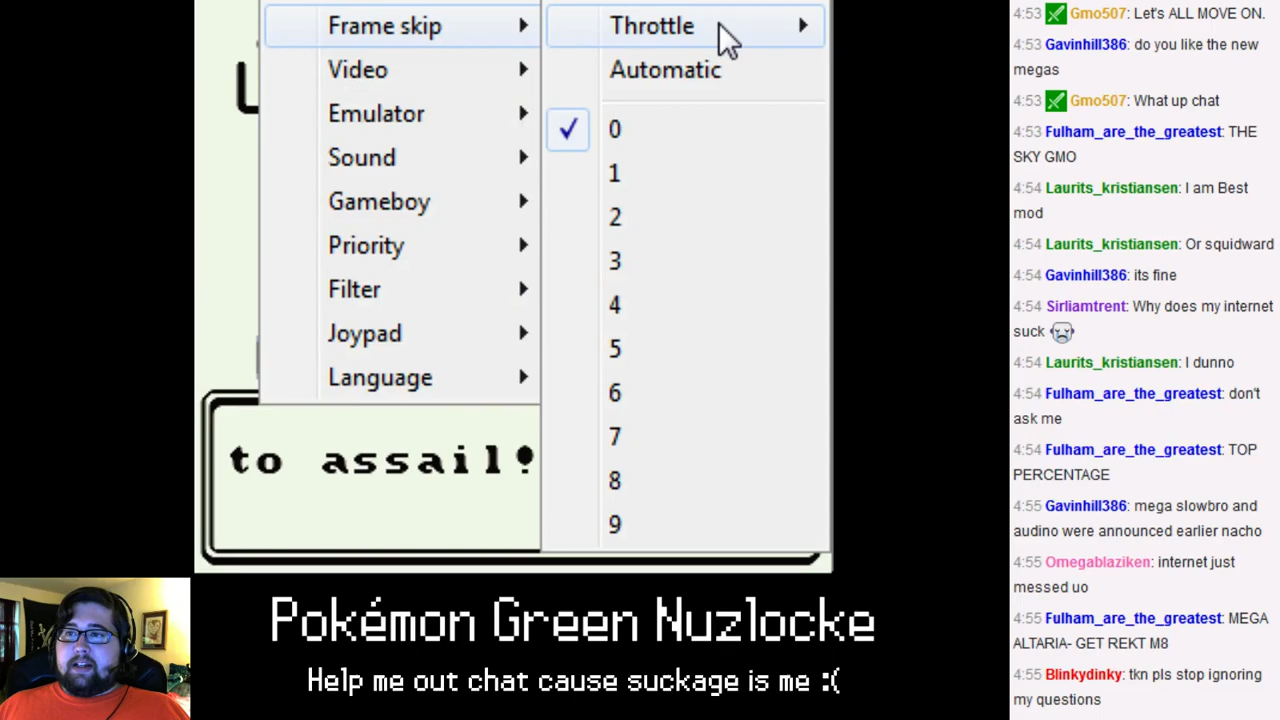 Frame skip
Video
Emulator
Sound
Gameboy
Priority
Filter
Joypad
Language
Throttle
Automatic
0
1
2
3
4
5
6
7
8
9
to assail!
Pokémon Green Nuzlocke
Help me out chat cause suckage is me :(
4:53 Gmo507: Let's ALL MOVE ON.
4:53 Gavinhill386: do you like the new
megas
4:53 Gmo507: What up chat
4:53 Fulham_are_the_greatest: THE
SKY GMO
4:54 Laurits_kristiansen: I am Best
mod
4:54 Laurits_kristiansen: Or squidward
4:54 Gavinhill386: its fine
4:54 Sirliamtrent: Why does my internet
suck
4:54 Laurits_kristiansen: I dunno
4:54 Fulham_are_the_greatest: don't
ask me
4:54 Fulham_are_the_greatest: TOP
PERCENTAGE
4:55 Gavinhill386: mega slowbro and
audino were announced earlier nacho
4:55 Omegablaziken: internet just
messed uo
4:55 Fulham_are_the_greatest: MEGA
ALTARIA- GET REKT M8
4:55 Blinkydinky: tkn pls stop ignoring
my questions